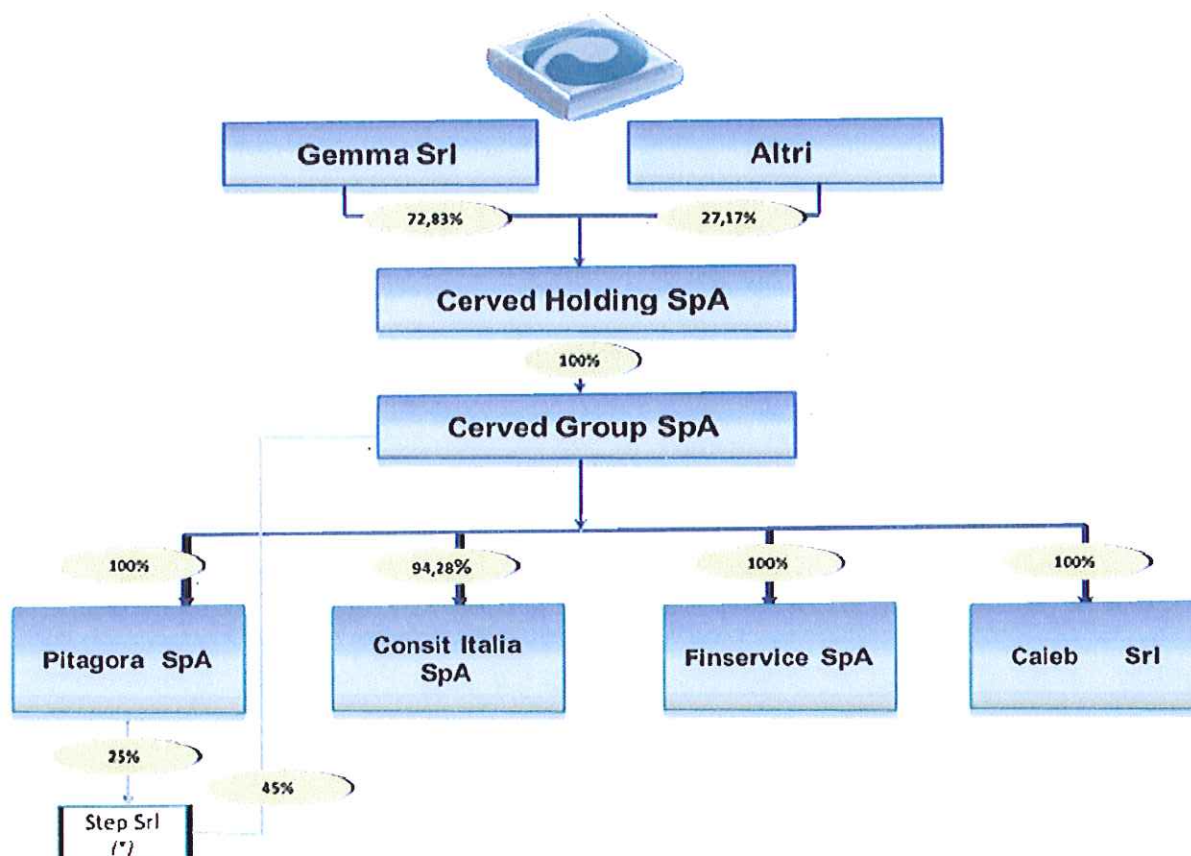 Gemma Srl
Altri
72,83%
27,17%
Cerved Holding SpA
100%
Cerved Group SpA
100%
94,28%
100%
100%
Pitagora SpA
Consit Italia
SpA
Finservice SpA
Caleb Srl
25%
45%
Step Srl
(*)